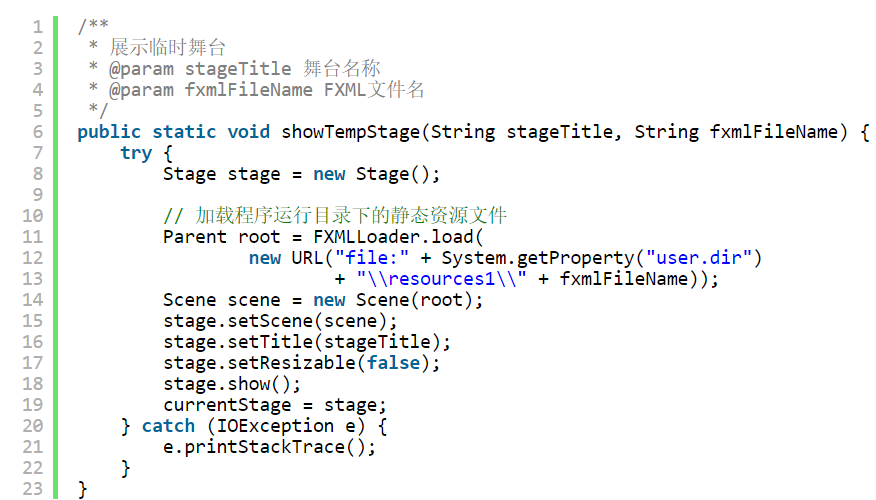 1 /**
2  * 展示临时舞台
3  * @param stageTitle 舞台名称
4  * @param fxmlFileName FXML文件名
5  */
6 public static void showTempStage(String stageTitle, String fxmlFileName) {
7     try {
8         Stage stage = new Stage();
9
10         // 加载程序运行目录下的静态资源文件
11         Parent root = FXMLLoader.load(
12                 new URL("file:" + System.getProperty("user.dir")
13                         + "\\resources1\\" + fxmlFileName));
14         Scene scene = new Scene(root);
15         stage.setScene(scene);
16         stage.setTitle(stageTitle);
17         stage.setResizable(false);
18         stage.show();
19         currentStage = stage;
20     } catch (IOException e) {
21         e.printStackTrace();
22     }
23 }